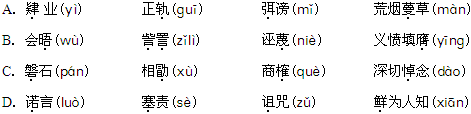 A. 肄 业(yì) 正轨(guī) 弭谤(mǐ) 荒烟蔓草(màn)
B. 会晤(wù) 訾詈(zǐlì) 诬蔑(niè) 义愤填膺(yīng)
C. 磐石(pán) 相勖(xù) 商榷(què) 深切悼念(dào)
D. 诺言(luò) 塞责(sè) 诅咒(zǔ) 鲜为人知(xiān)